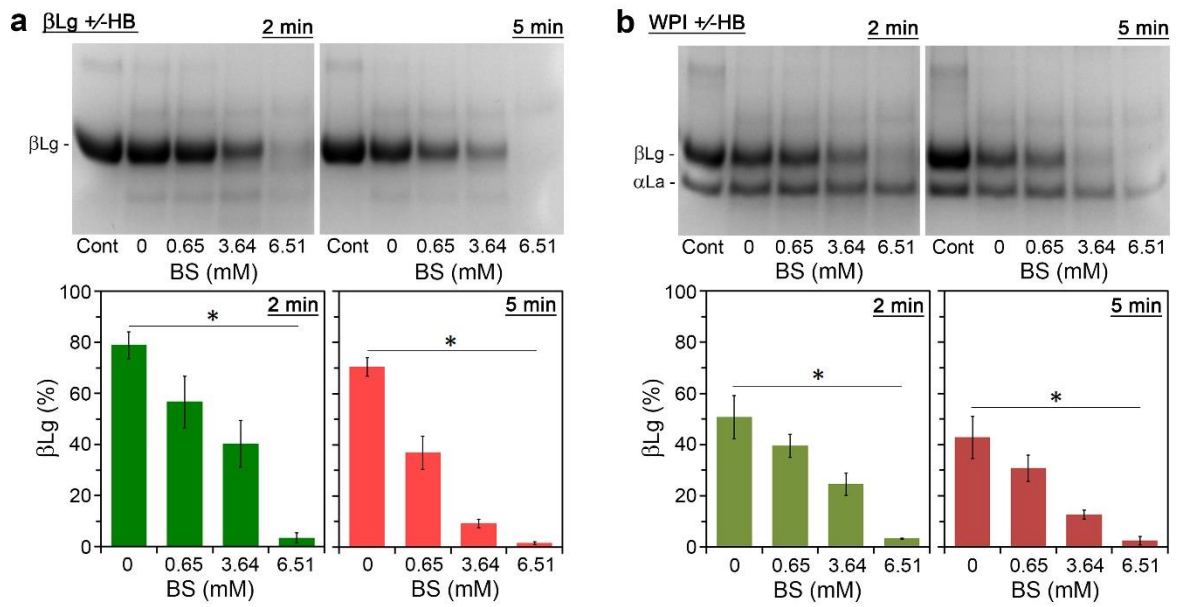 a βLg +/-HB
2 min
5 min
βLg -
Cont 0 0.65 3.64 6.51
BS (mM)
Cont 0 0.65 3.64 6.51
BS (mM)
100
80
60
40
20
0
βLg (%)
*
2 min
0 0.65 3.64 6.51
BS (mM)
*
5 min
0 0.65 3.64 6.51
BS (mM)
b WPI +/-HB
2 min
5 min
βLg -
αLa -
Cont 0 0.65 3.64 6.51
BS (mM)
Cont 0 0.65 3.64 6.51
BS (mM)
100
80
60
40
20
0
βLg (%)
*
2 min
0 0.65 3.64 6.51
BS (mM)
*
5 min
0 0.65 3.64 6.51
BS (mM)